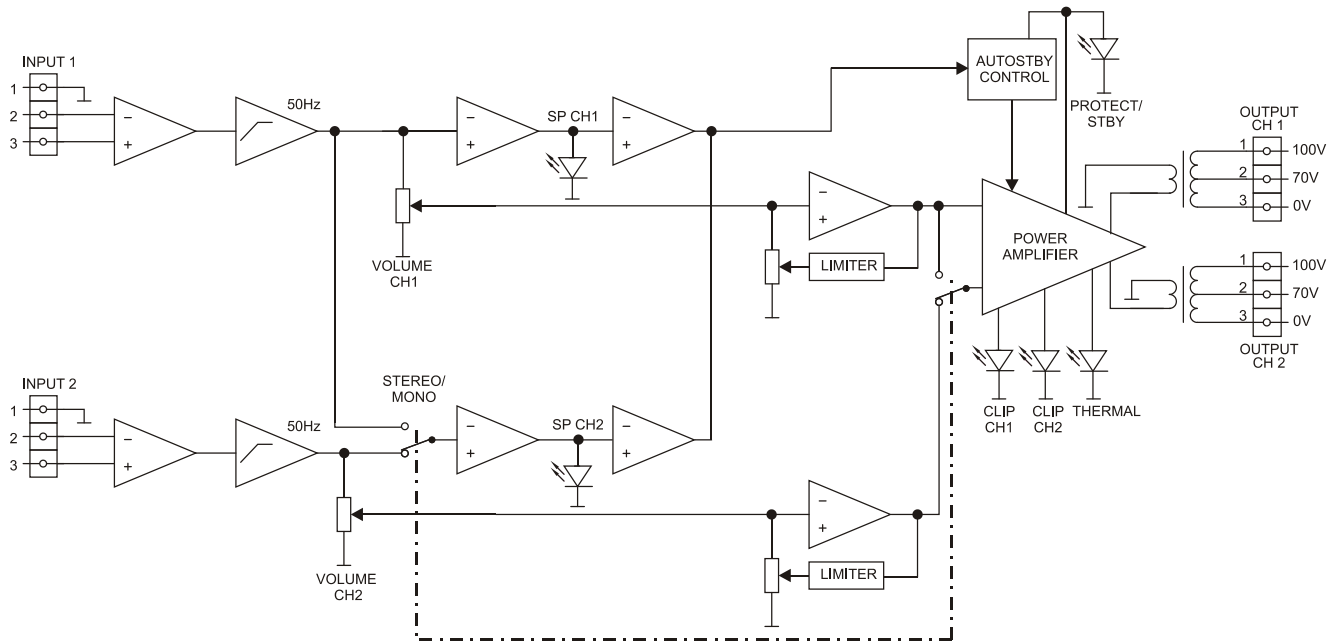 INPUT 1
1
2
3
−
+
50Hz
−
+
SP CH1
−
+
AUTOSTBY
CONTROL
PROTECT/
STBY
OUTPUT
CH 1
1
100V
2
70V
3
0V
VOLUME
CH1
−
+
LIMITER
POWER
AMPLIFIER
1
100V
2
70V
3
0V
OUTPUT
CH 2
CLIP
CH1
CLIP
CH2
THERMAL
INPUT 2
1
2
3
−
+
50Hz
STEREO/
MONO
−
+
SP CH2
−
+
VOLUME
CH2
−
+
LIMITER